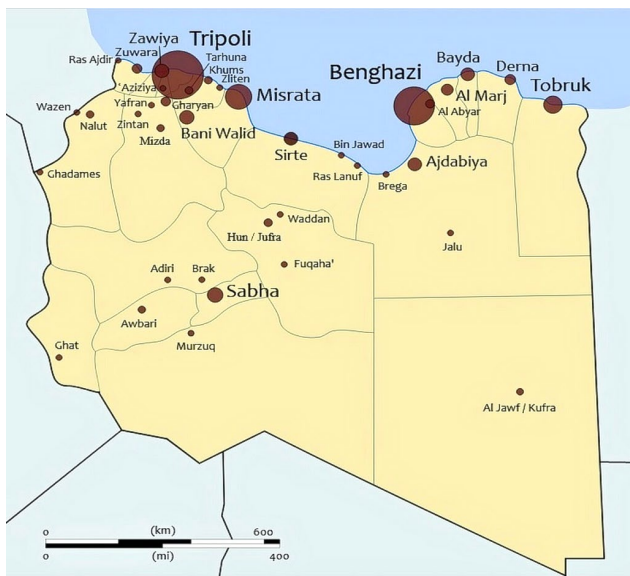 Zawiya
Tripoli
Ras Ajdir
Zuwara
Tarhuna
Khums
Zliten
'Aziziya
Misrata
Wazen
Yafran
Gharyan
Nalut
Zintan
Bani Walid
Mizda
Sirte
Bin Jawad
Ras Lanuf
Brega
Benghazi
Bayda
Derna
Tobruk
Al Marj
Al Abyar
Ajdabiya
Ghadames
Waddan
Hun / Jufra
Jalu
Adiri
Brak
Fuqaha'
Sabha
Awbari
Murzuq
Ghat
Al Jawf / Kufra
0 (km) 600
0 (mi) 400